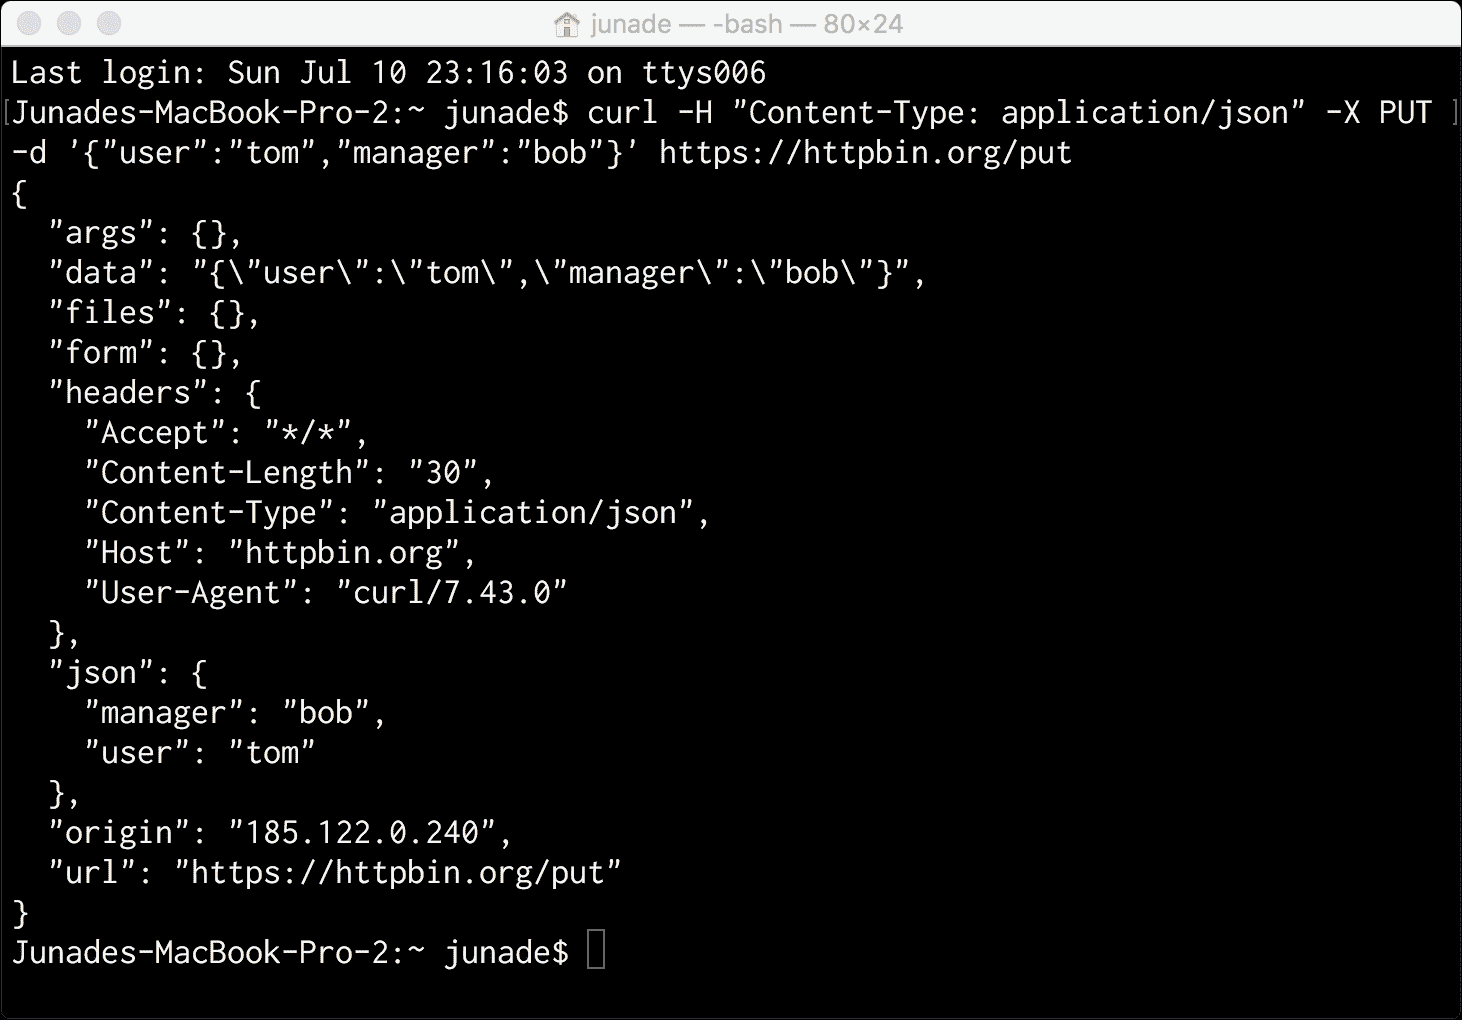 junade — -bash — 80×24
Last login: Sun Jul 10 23:16:03 on ttys006
[Junades-MacBook-Pro-2:~ junade$ curl -H "Content-Type: application/json" -X PUT ]
-d '{"user":"tom","manager":"bob"}' https://httpbin.org/put
{
  "args": {},
  "data": "{\"user\":\"tom\",\"manager\":\"bob\"}",
  "files": {},
  "form": {},
  "headers": {
    "Accept": "*/*",
    "Content-Length": "30",
    "Content-Type": "application/json",
    "Host": "httpbin.org",
    "User-Agent": "curl/7.43.0"
  },
  "json": {
    "manager": "bob",
    "user": "tom"
  },
  "origin": "185.122.0.240",
  "url": "https://httpbin.org/put"
}
Junades-MacBook-Pro-2:~ junade$